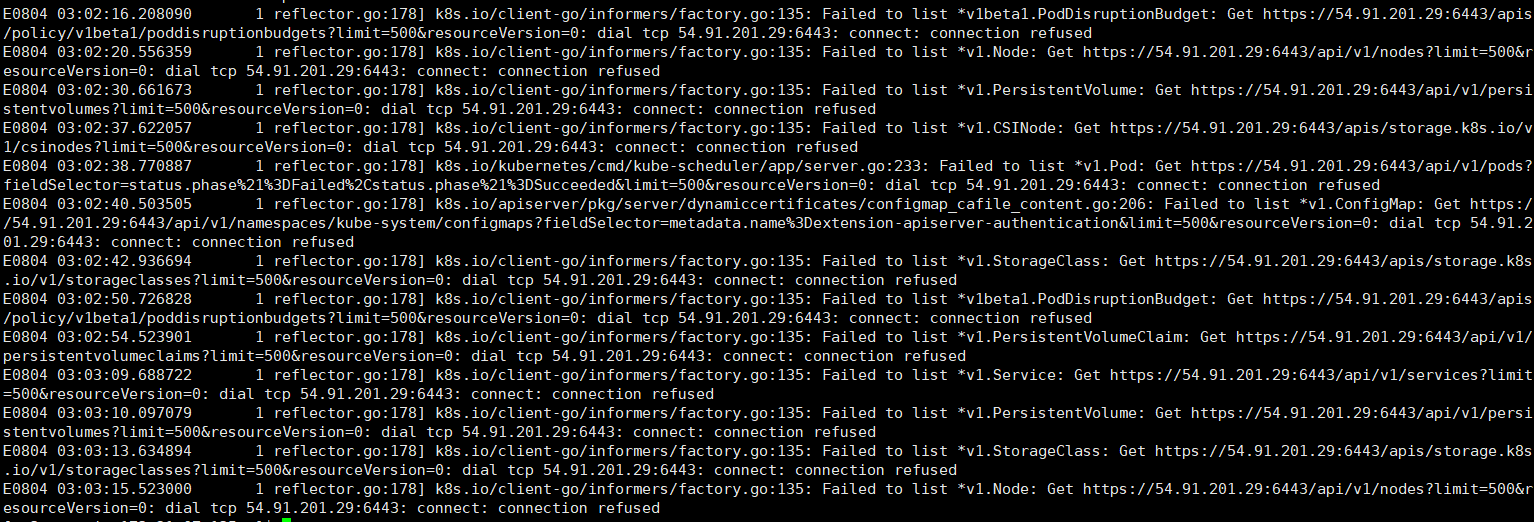 E0804 03:02:16.208090       1 reflector.go:178] k8s.io/client-go/informers/factory.go:135: Failed to list *v1beta1.PodDisruptionBudget: Get https://54.91.201.29:6443/apis
/policy/v1beta1/poddisruptionbudgets?limit=500&resourceVersion=0: dial tcp 54.91.201.29:6443: connect: connection refused
E0804 03:02:20.556359       1 reflector.go:178] k8s.io/client-go/informers/factory.go:135: Failed to list *v1.Node: Get https://54.91.201.29:6443/api/v1/nodes?limit=500&r
esourceVersion=0: dial tcp 54.91.201.29:6443: connect: connection refused
E0804 03:02:30.661673       1 reflector.go:178] k8s.io/client-go/informers/factory.go:135: Failed to list *v1.PersistentVolume: Get https://54.91.201.29:6443/api/v1/persi
stentvolumes?limit=500&resourceVersion=0: dial tcp 54.91.201.29:6443: connect: connection refused
E0804 03:02:37.622057       1 reflector.go:178] k8s.io/client-go/informers/factory.go:135: Failed to list *v1.CSINode: Get https://54.91.201.29:6443/apis/storage.k8s.io/v
1/csinodes?limit=500&resourceVersion=0: dial tcp 54.91.201.29:6443: connect: connection refused
E0804 03:02:38.770887       1 reflector.go:178] k8s.io/kubernetes/cmd/kube-scheduler/app/server.go:233: Failed to list *v1.Pod: Get https://54.91.201.29:6443/api/v1/pods?
fieldSelector=status.phase%21%3DFailed%2Cstatus.phase%21%3DSucceeded&limit=500&resourceVersion=0: dial tcp 54.91.201.29:6443: connect: connection refused
E0804 03:02:40.503505       1 reflector.go:178] k8s.io/apiserver/pkg/server/dynamiccertificates/configmap_cafile_content.go:206: Failed to list *v1.ConfigMap: Get https:/
/54.91.201.29:6443/api/v1/namespaces/kube-system/configmaps?fieldSelector=metadata.name%3Dextension-apiserver-authentication&limit=500&resourceVersion=0: dial tcp 54.91.2
01.29:6443: connect: connection refused
E0804 03:02:42.936694       1 reflector.go:178] k8s.io/client-go/informers/factory.go:135: Failed to list *v1.StorageClass: Get https://54.91.201.29:6443/apis/storage.k8s
.io/v1/storageclasses?limit=500&resourceVersion=0: dial tcp 54.91.201.29:6443: connect: connection refused
E0804 03:02:50.726828       1 reflector.go:178] k8s.io/client-go/informers/factory.go:135: Failed to list *v1beta1.PodDisruptionBudget: Get https://54.91.201.29:6443/apis
/policy/v1beta1/poddisruptionbudgets?limit=500&resourceVersion=0: dial tcp 54.91.201.29:6443: connect: connection refused
E0804 03:02:54.523901       1 reflector.go:178] k8s.io/client-go/informers/factory.go:135: Failed to list *v1.PersistentVolumeClaim: Get https://54.91.201.29:6443/api/v1/
persistentvolumeclaims?limit=500&resourceVersion=0: dial tcp 54.91.201.29:6443: connect: connection refused
E0804 03:03:09.688722       1 reflector.go:178] k8s.io/client-go/informers/factory.go:135: Failed to list *v1.Service: Get https://54.91.201.29:6443/api/v1/services?limit
=500&resourceVersion=0: dial tcp 54.91.201.29:6443: connect: connection refused
E0804 03:03:10.097079       1 reflector.go:178] k8s.io/client-go/informers/factory.go:135: Failed to list *v1.PersistentVolume: Get https://54.91.201.29:6443/api/v1/persi
stentvolumes?limit=500&resourceVersion=0: dial tcp 54.91.201.29:6443: connect: connection refused
E0804 03:03:13.634894       1 reflector.go:178] k8s.io/client-go/informers/factory.go:135: Failed to list *v1.StorageClass: Get https://54.91.201.29:6443/apis/storage.k8s
.io/v1/storageclasses?limit=500&resourceVersion=0: dial tcp 54.91.201.29:6443: connect: connection refused
E0804 03:03:15.523000       1 reflector.go:178] k8s.io/client-go/informers/factory.go:135: Failed to list *v1.Node: Get https://54.91.201.29:6443/api/v1/nodes?limit=500&r
esourceVersion=0: dial tcp 54.91.201.29:6443: connect: connection refused